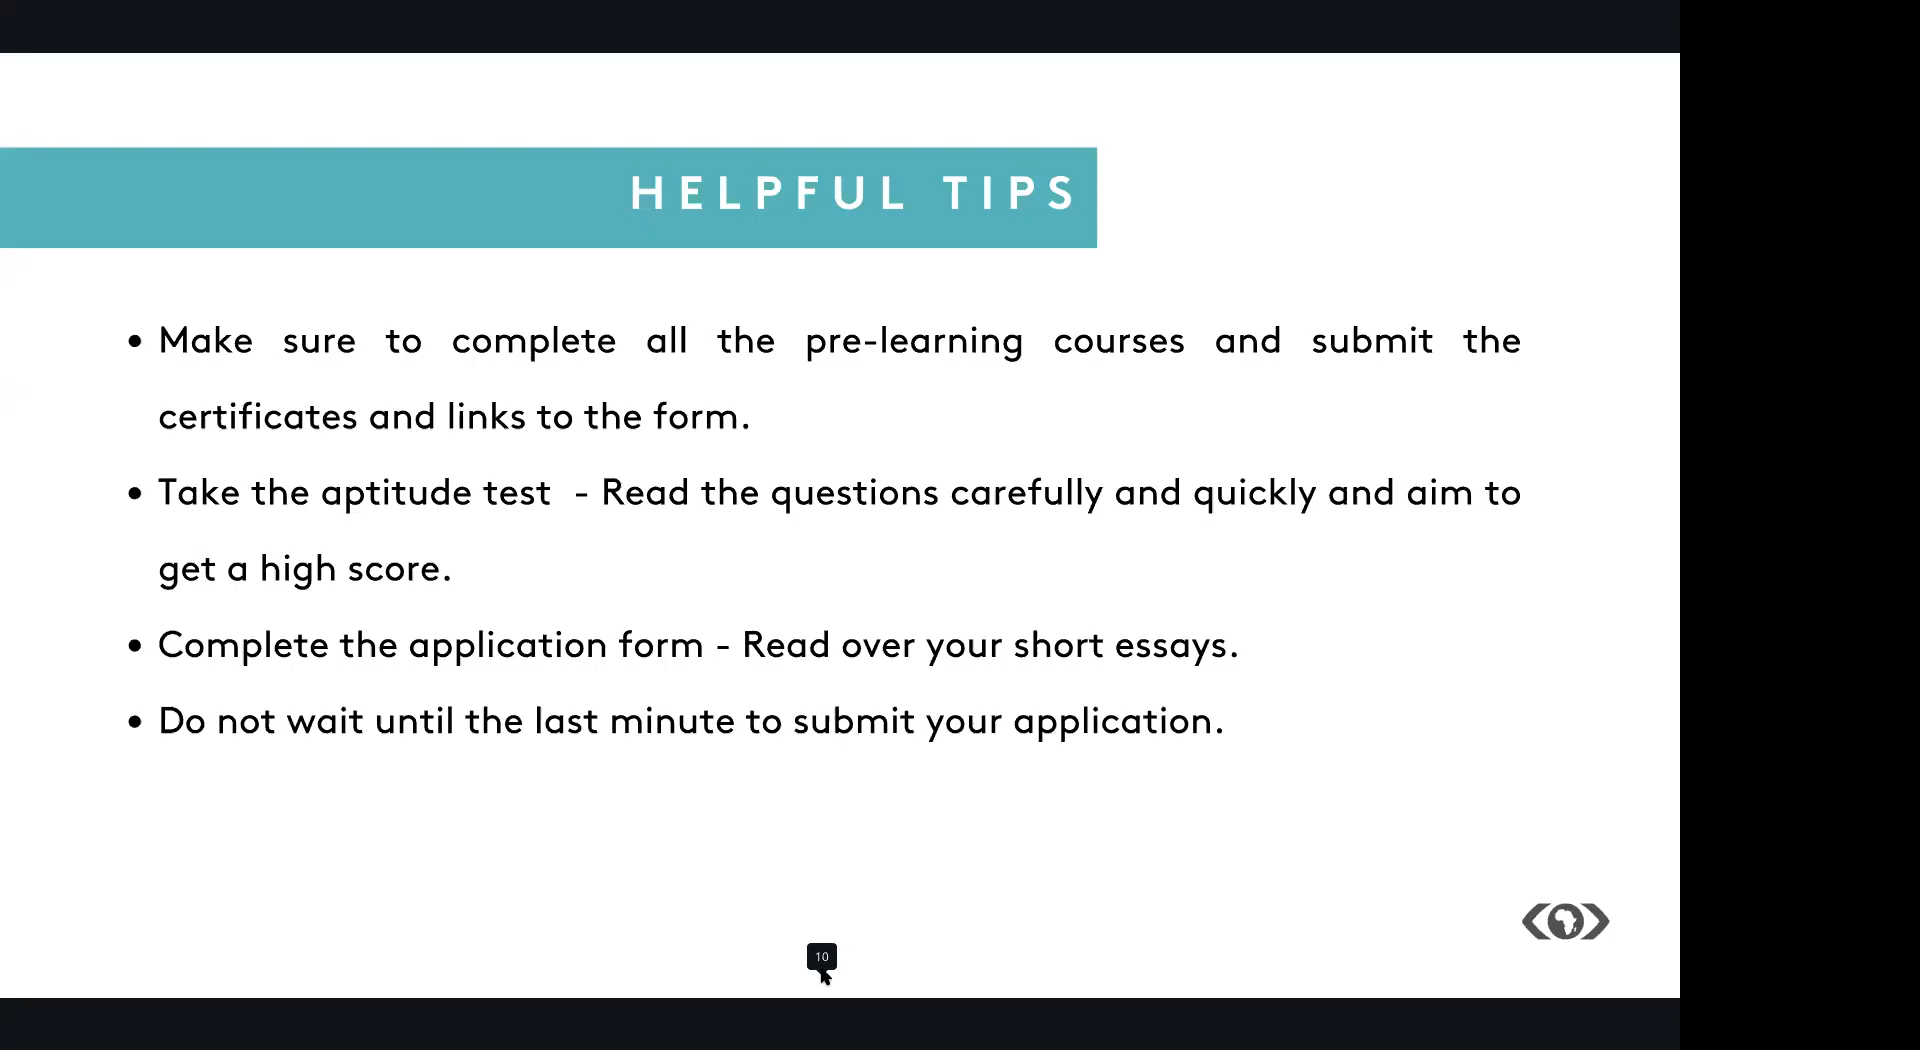 HELPFUL TIPS
• Make sure to complete all the pre-learning courses and submit the
certificates and links to the form.
• Take the aptitude test - Read the questions carefully and quickly and aim to
get a high score.
• Complete the application form - Read over your short essays.
• Do not wait until the last minute to submit your application.
10